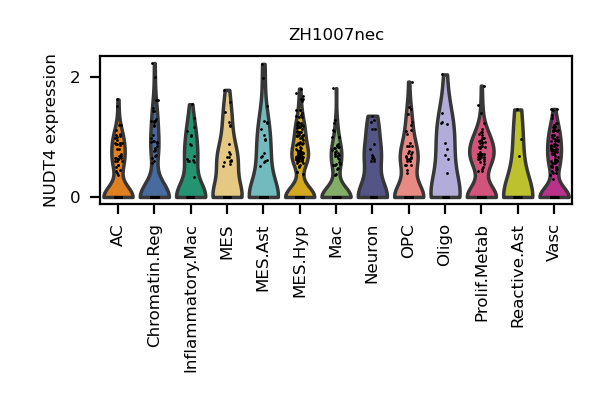 ZH1007nec
NUDT4 expression
2
0
AC
Chromatin.Reg
Inflammatory.Mac
MES
MES.Ast
MES.Hyp
Mac
Neuron
OPC
Oligo
Prolif.Metab
Reactive.Ast
Vasc